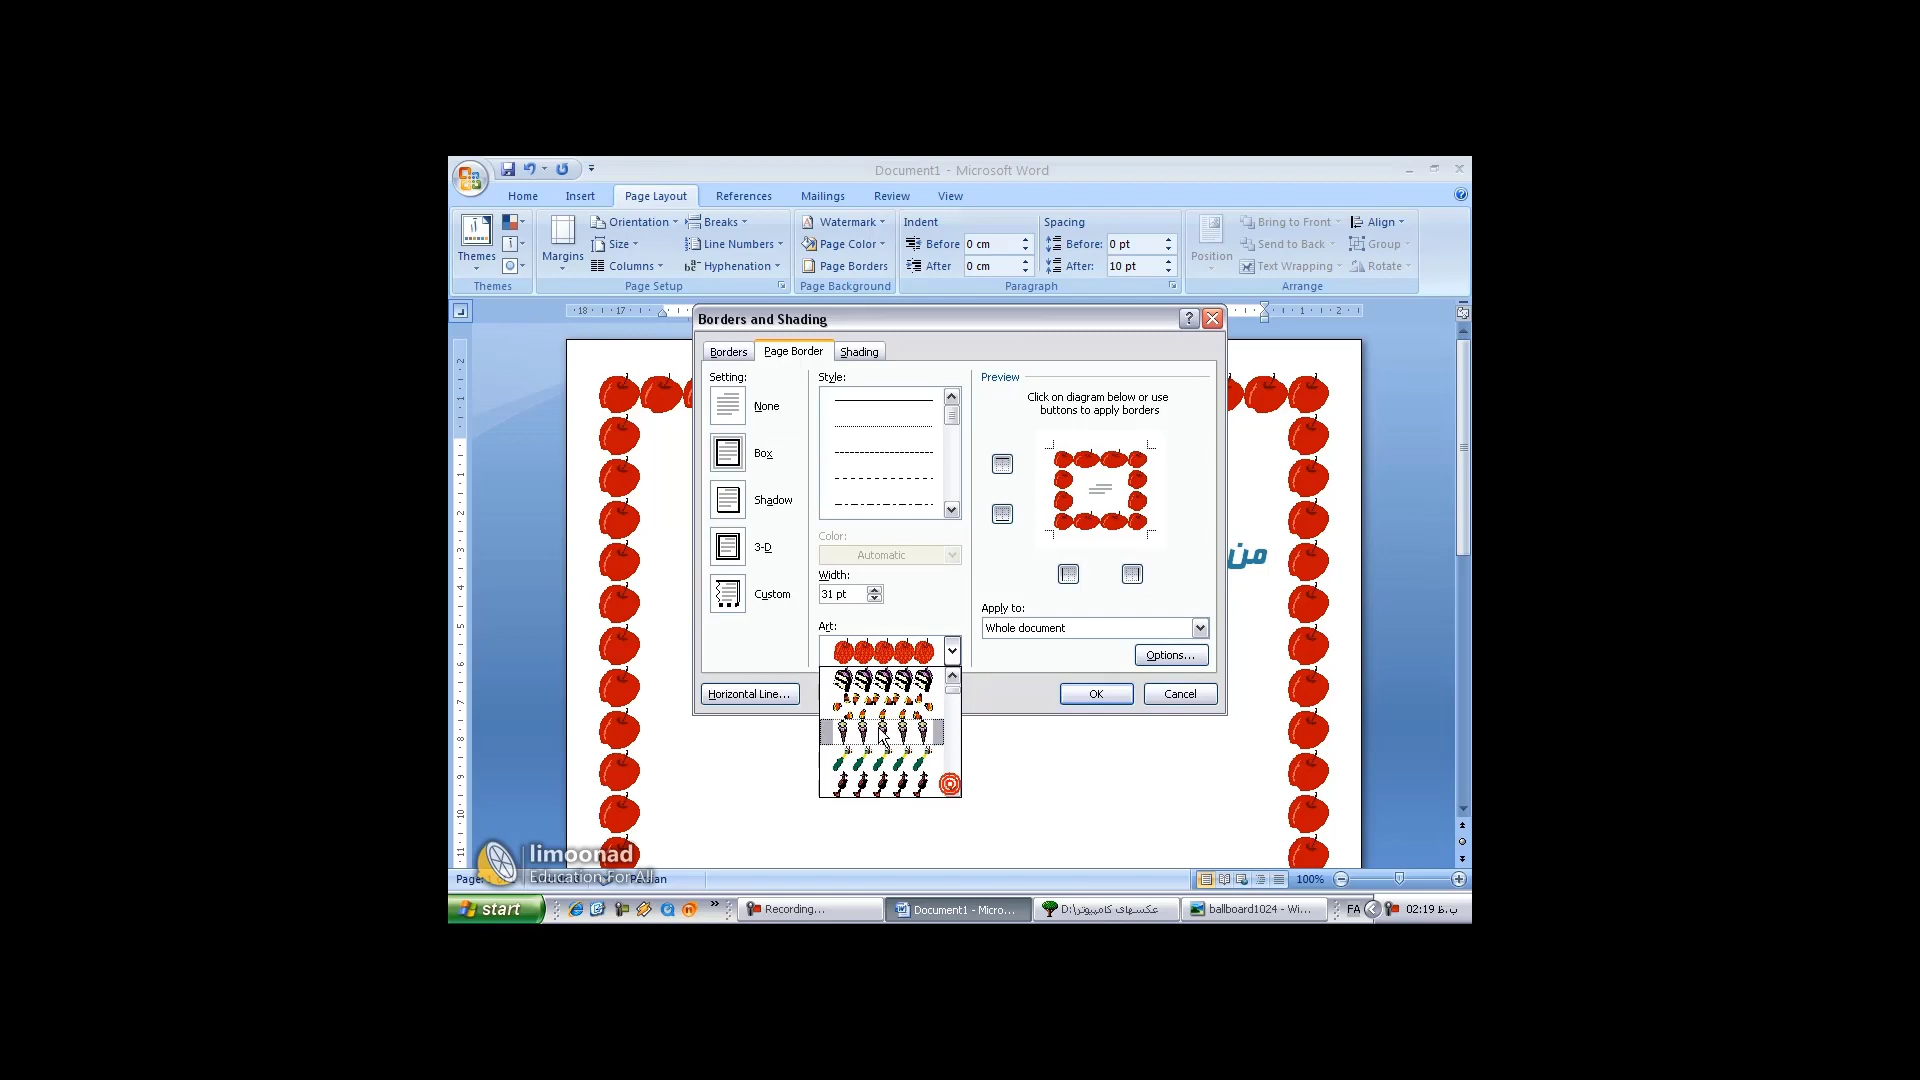 Document1 - Microsoft Word
Home Insert Page Layout References Mailings Review View
Orientation Breaks Watermark Indent Spacing Bring to Front Align
Size Line Numbers Page Color Before 0 cm Before: 0 pt Send to Back Group
Themes Margins Columns Hyphenation Page Borders After 0 cm After: 10 pt Position Text Wrapping Rotate
Themes Page Setup Page Background Paragraph Arrange
Borders and Shading
Borders Page Border Shading
Setting: Style: Preview
None
Click on diagram below or use
buttons to apply borders
Box
Shadow
3-D
Custom
Color:
Automatic
Width:
31 pt
Art:
Apply to:
Whole document
Options...
Horizontal Line... OK Cancel
من
limoonad
Education For All
100%
start Recording... Document1 - Micro... D:\عکسهای کامپیوتر ballboard1024 - Wi... FA 02:19 ب.ظ